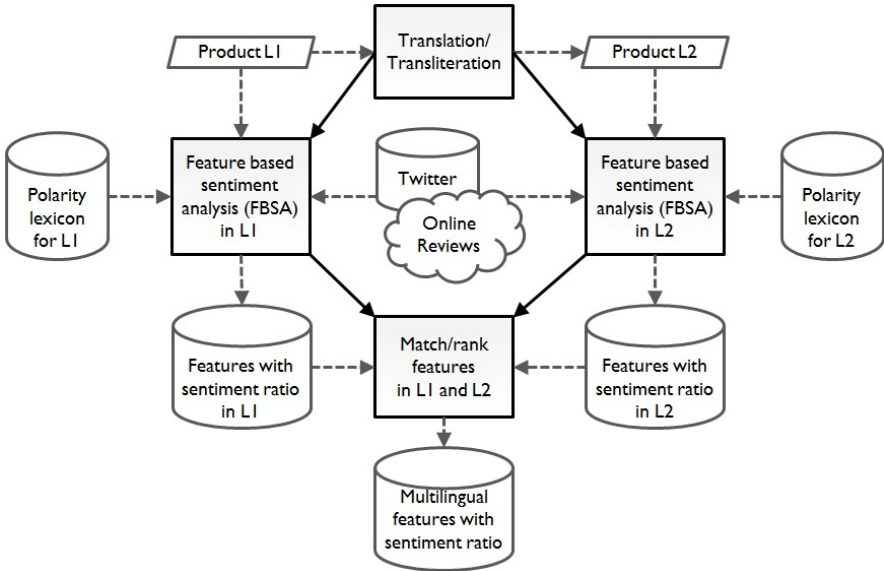 Product L1
Translation/
Transliteration
Product L2
Polarity
lexicon
for L1
Feature based
sentiment
analysis (FBSA)
in L1
Twitter
Online
Reviews
Feature based
sentiment
analysis (FBSA)
in L2
Polarity
lexicon
for L2
Features with
sentiment ratio
in L1
Match/rank
features
in L1 and L2
Features with
sentiment ratio
in L2
Multilingual
features with
sentiment ratio